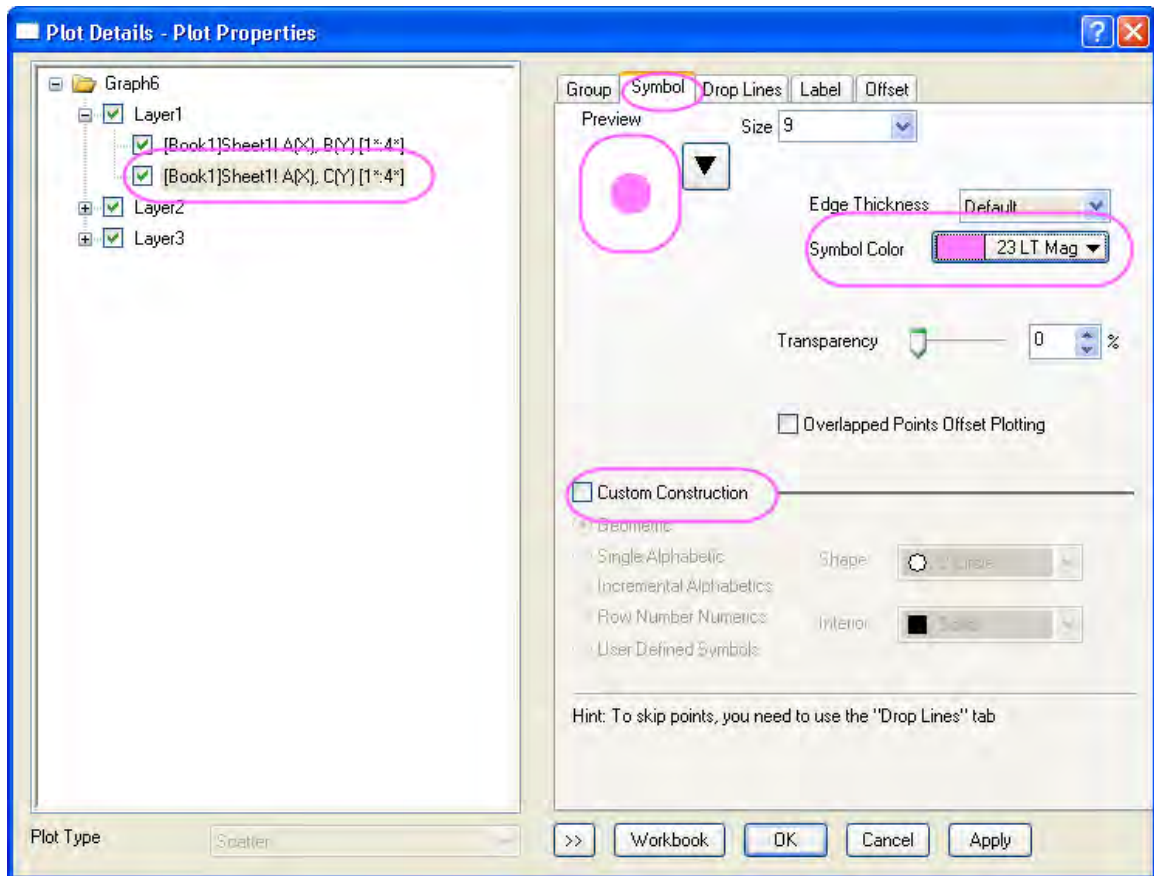 Plot Details - Plot Properties
Graph6
Layer1
[Book1]Sheet1! A(X), B(Y) [1*:4*]
[Book1]Sheet1! A(X), C(Y) [1*:4*]
Layer2
Layer3
Plot Type
Scatter
Group Symbol Drop Lines Label Offset
Preview
Size 9
Edge Thickness Default
Symbol Color 23 LT Mag
Transparency 0 %
Overlapped Points Offset Plotting
Custom Construction
Geometric
Single Alphabetic
Incremental Alphabetics
Row Number Numerics
User Defined Symbols
Shape Circle
Interior Solid
Hint: To skip points, you need to use the "Drop Lines" tab
>> Workbook OK Cancel Apply